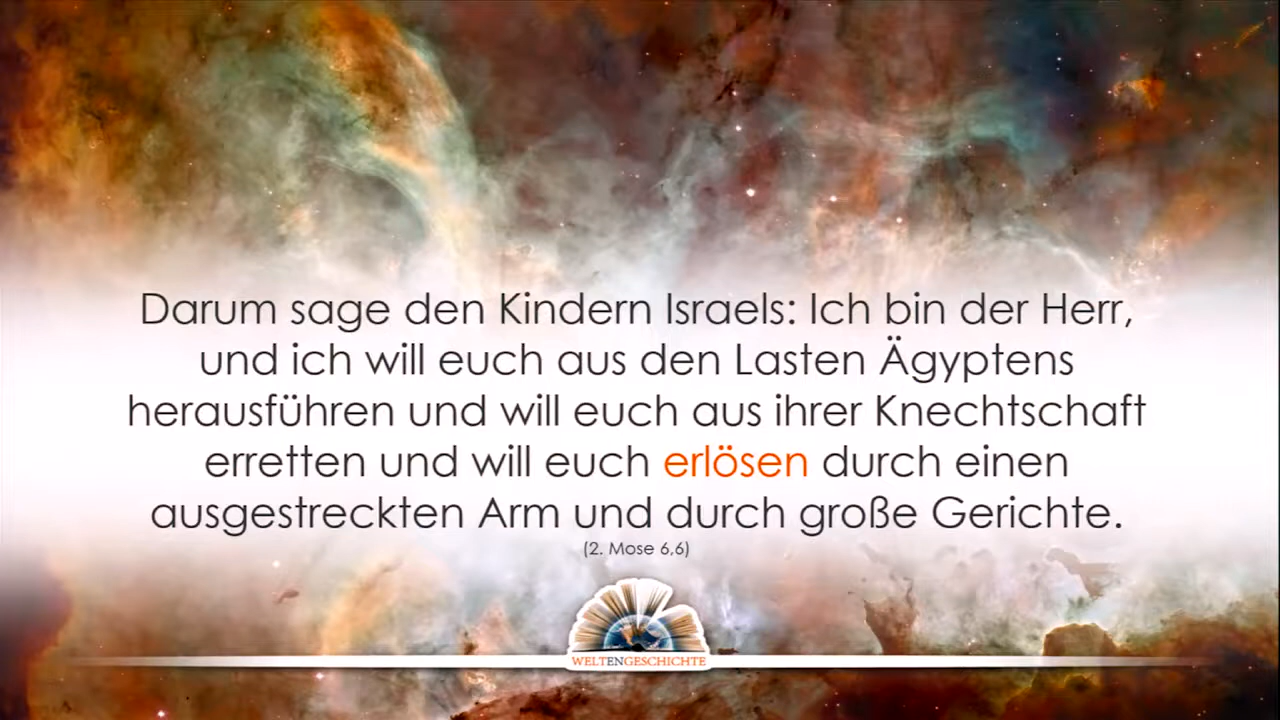 Darum sage den Kindern Israels: Ich bin der Herr,
und ich will euch aus den Lasten Ägyptens
herausführen und will euch aus ihrer Knechtschaft
erretten und will euch erlösen durch einen
ausgestreckten Arm und durch große Gerichte.
(2. Mose 6,6)
WELTENGESCHICHTE